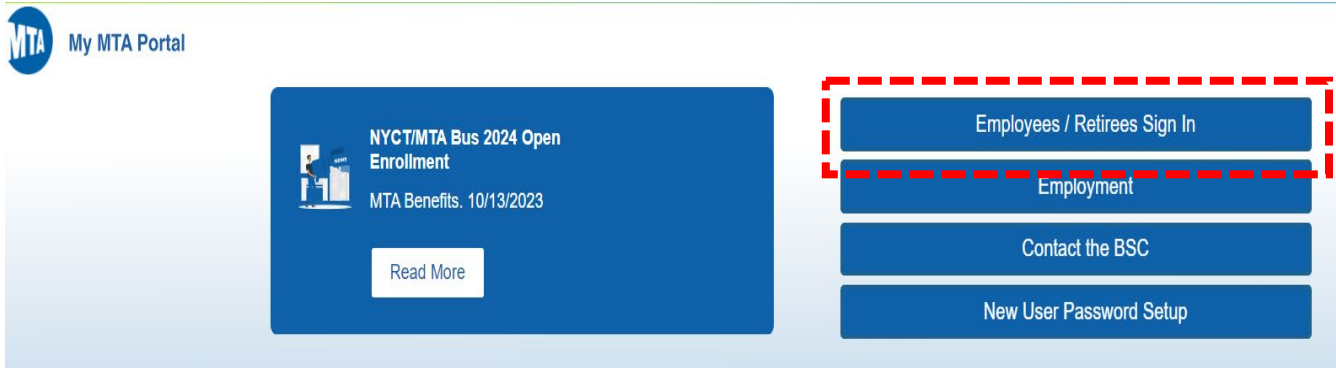 MTA
My MTA Portal
NYCT/MTA Bus 2024 Open
Enrollment
MTA Benefits. 10/13/2023
Read More
Employees / Retirees Sign In
Employment
Contact the BSC
New User Password Setup